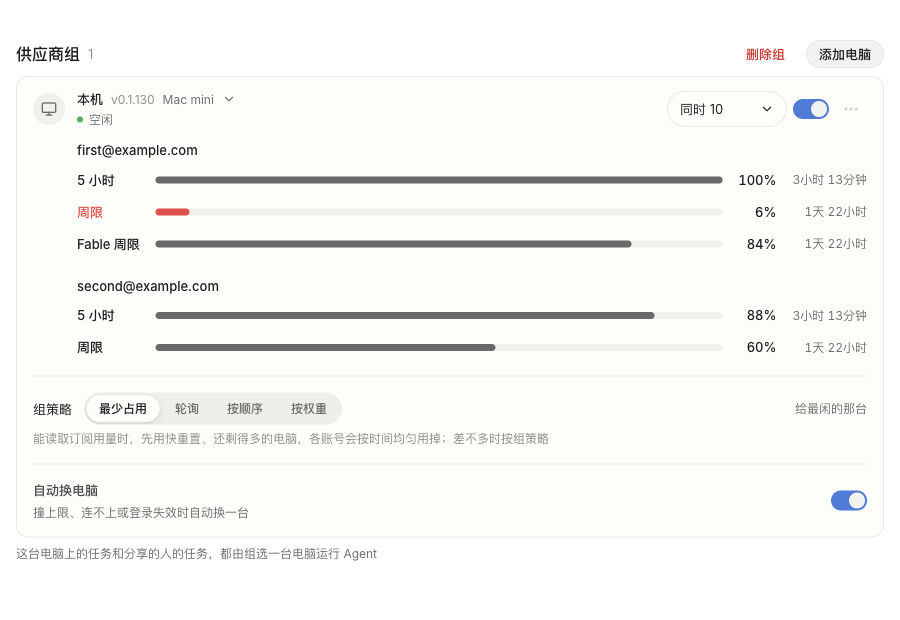 供应商组 1 删除组 添加电脑
本机 v0.1.130 Mac mini 同时 10
空闲
first@example.com
5 小时 100% 3小时 13分钟
周限 6% 1天 22小时
Fable 周限 84% 1天 22小时
second@example.com
5 小时 88% 3小时 13分钟
周限 60% 1天 22小时
组策略 最少占用 轮询 按顺序 按权重 给最闲的那台
能读取订阅用量时，先用快重置、还剩得多的电脑，各账号会按时间均匀用掉；差不多时按组策略
自动换电脑
撞上限、连不上或登录失效时自动换一台
这台电脑上的任务和分享的人的任务，都由组选一台电脑运行 Agent